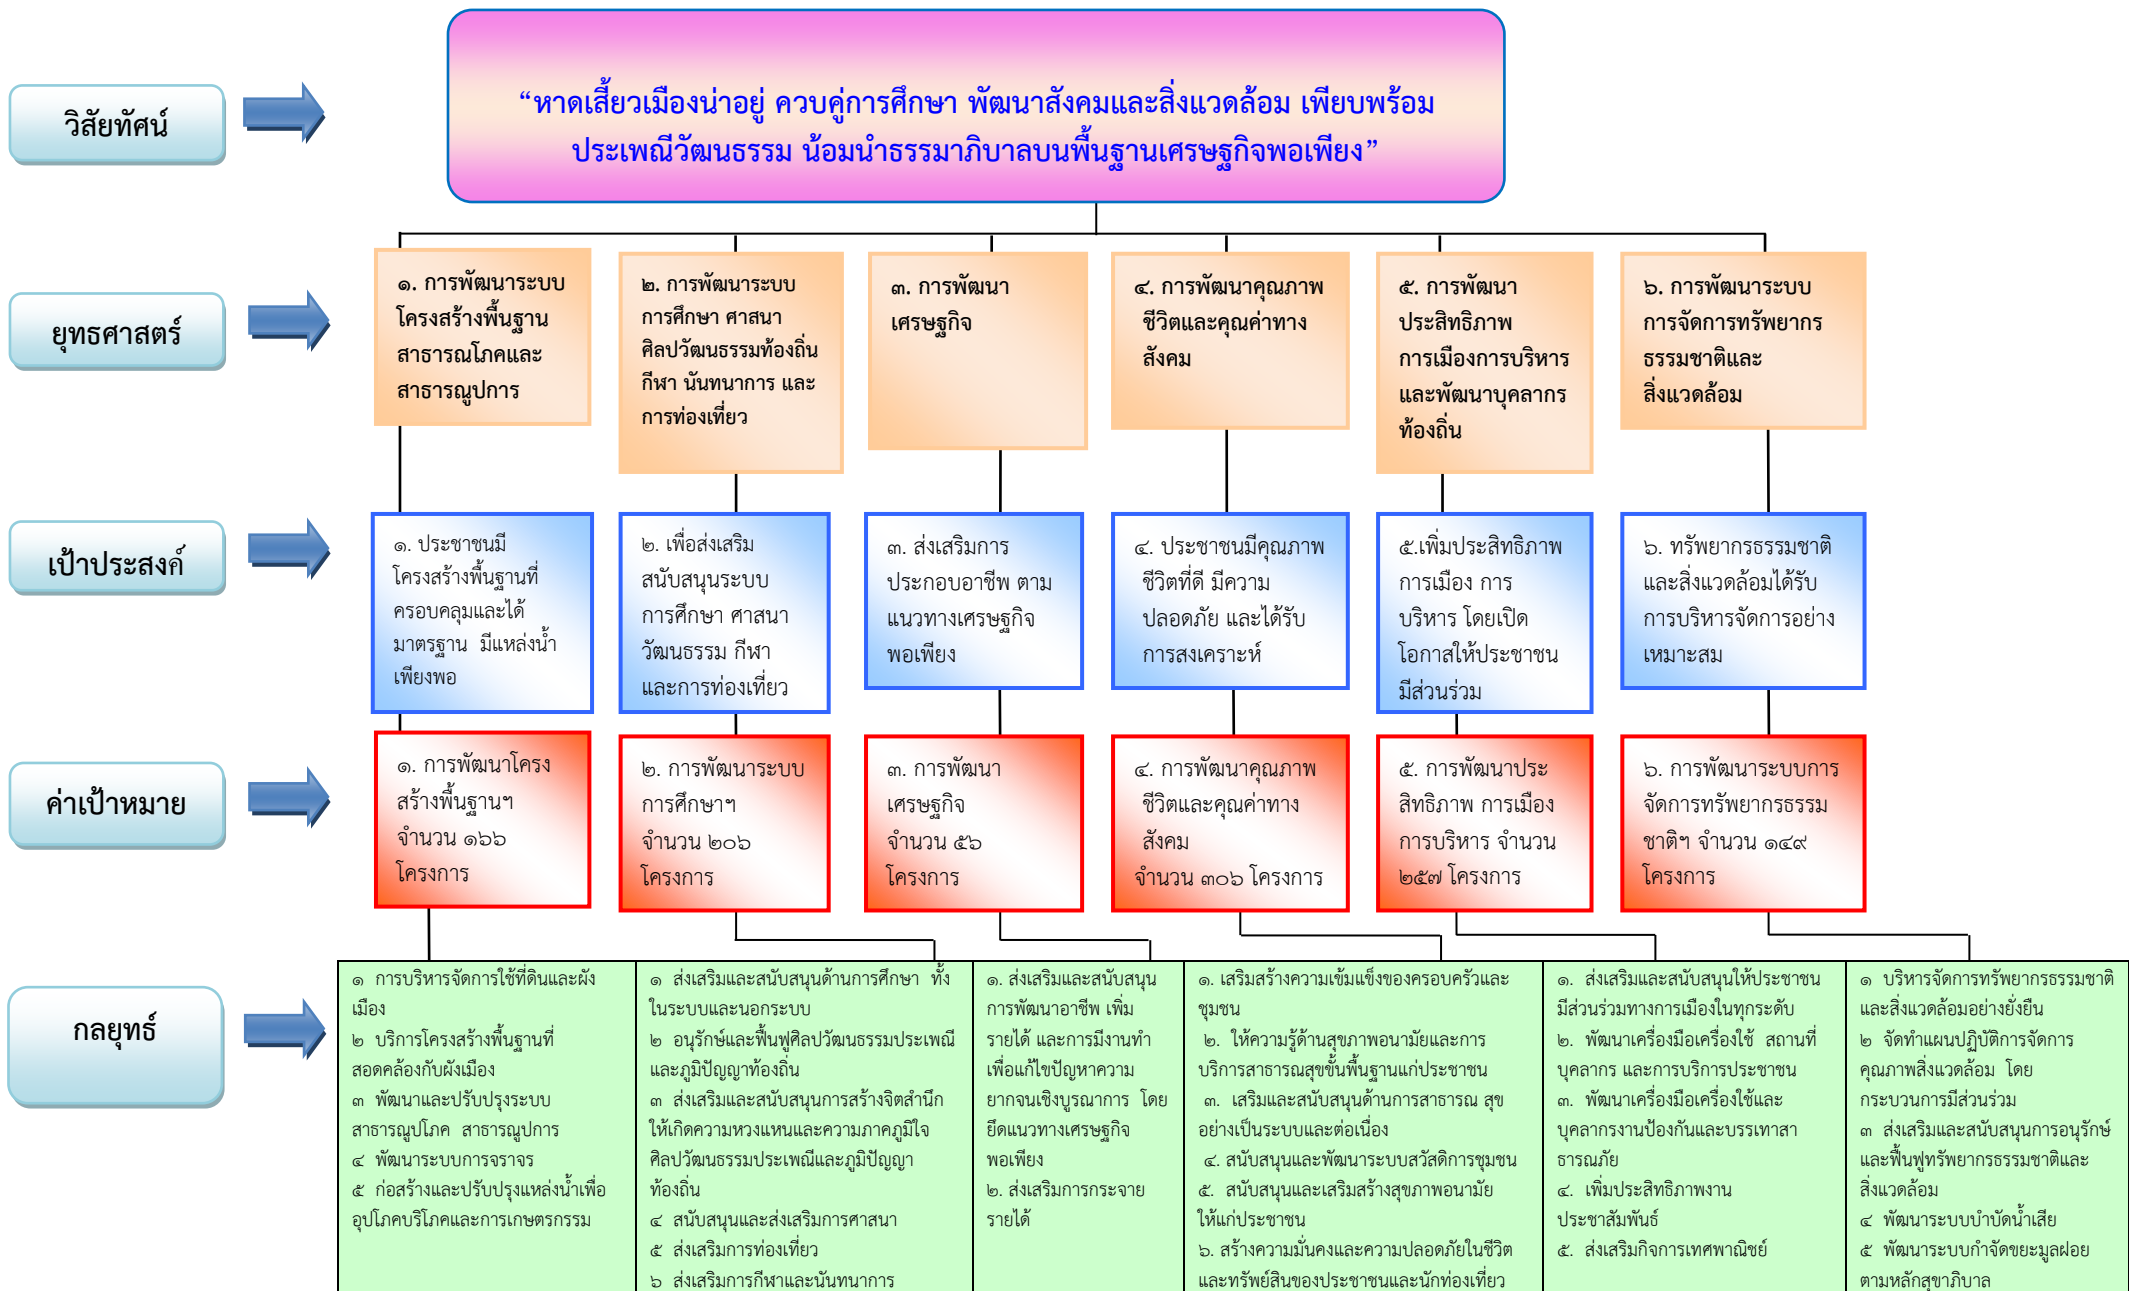 วิสัยทัศน์
“หาดเสี้ยวเมืองน่าอยู่ ควบคู่การศึกษา พัฒนาสังคมและสิ่งแวดล้อม เพียบพร้อม
ประเพณีวัฒนธรรม น้อมนำธรรมาภิบาลบนพื้นฐานเศรษฐกิจพอเพียง”
ยุทธศาสตร์
๑. การพัฒนาระบบ
โครงสร้างพื้นฐาน
สาธารณโภคและ
สาธารณูปการ
๒. การพัฒนาระบบ
การศึกษา ศาสนา
ศิลปวัฒนธรรมท้องถิ่น
กีฬา นันทนาการ และ
การท่องเที่ยว
๓. การพัฒนา
เศรษฐกิจ
๔. การพัฒนาคุณภาพ
ชีวิตและคุณค่าทาง
สังคม
๕. การพัฒนา
ประสิทธิภาพ
การเมืองการบริหาร
และพัฒนาบุคลากร
ท้องถิ่น
๖. การพัฒนาระบบ
การจัดการทรัพยากร
ธรรมชาติและ
สิ่งแวดล้อม
เป้าประสงค์
๑. ประชาชนมี
โครงสร้างพื้นฐานที่
ครอบคลุมและได้
มาตรฐาน มีแหล่งน้ำ
เพียงพอ
๒. เพื่อส่งเสริม
สนับสนุนระบบ
การศึกษา ศาสนา
วัฒนธรรม กีฬา
และการท่องเที่ยว
๓. ส่งเสริมการ
ประกอบอาชีพ ตาม
แนวทางเศรษฐกิจ
พอเพียง
๔. ประชาชนมีคุณภาพ
ชีวิตที่ดี มีความ
ปลอดภัย และได้รับ
การสงเคราะห์
๕.เพิ่มประสิทธิภาพ
การเมือง การ
บริหาร โดยเปิด
โอกาสให้ประชาชน
มีส่วนร่วม
๖. ทรัพยากรธรรมชาติ
และสิ่งแวดล้อมได้รับ
การบริหารจัดการอย่าง
เหมาะสม
ค่าเป้าหมาย
๑. การพัฒนาโครง
สร้างพื้นฐานฯ
จำนวน ๑๖๖
โครงการ
๒. การพัฒนาระบบ
การศึกษาฯ
จำนวน ๒๐๖
โครงการ
๓. การพัฒนา
เศรษฐกิจ
จำนวน ๕๖
โครงการ
๔. การพัฒนาคุณภาพ
ชีวิตและคุณค่าทาง
สังคม
จำนวน ๓๐๖ โครงการ
๕. การพัฒนาประ
สิทธิภาพ การเมือง
การบริหาร จำนวน
๒๕๗ โครงการ
๖. การพัฒนาระบบการ
จัดการทรัพยากรธรรม
ชาติฯ จำนวน ๑๔๙
โครงการ
กลยุทธ์
๑ การบริหารจัดการใช้ที่ดินและผัง
เมือง
๒ บริการโครงสร้างพื้นฐานที่
สอดคล้องกับผังเมือง
๓ พัฒนาและปรับปรุงระบบ
สาธารณูปโภค สาธารณูปการ
๔ พัฒนาระบบการจราจร
๕ ก่อสร้างและปรับปรุงแหล่งน้ำเพื่อ
อุปโภคบริโภคและการเกษตรกรรม
๑ ส่งเสริมและสนับสนุนด้านการศึกษา ทั้ง
ในระบบและนอกระบบ
๒ อนุรักษ์และฟื้นฟูศิลปวัฒนธรรมประเพณี
และภูมิปัญญาท้องถิ่น
๓ ส่งเสริมและสนับสนุนการสร้างจิตสำนึก
ให้เกิดความหวงแหนและความภาคภูมิใจ
ศิลปวัฒนธรรมประเพณีและภูมิปัญญา
ท้องถิ่น
๔ สนับสนุนและส่งเสริมการศาสนา
๕ ส่งเสริมการท่องเที่ยว
๖ ส่งเสริมการกีฬาและนันทนาการ
๑. ส่งเสริมและสนับสนุน
การพัฒนาอาชีพ เพิ่ม
รายได้ และการมีงานทำ
เพื่อแก้ไขปัญหาความ
ยากจนเชิงบูรณาการ โดย
ยึดแนวทางเศรษฐกิจ
พอเพียง
๒. ส่งเสริมการกระจาย
รายได้
๑. เสริมสร้างความเข้มแข็งของครอบครัวและ
ชุมชน
๒. ให้ความรู้ด้านสุขภาพอนามัยและการ
บริการสาธารณสุขขั้นพื้นฐานแก่ประชาชน
๓. เสริมและสนับสนุนด้านการสาธารณ สุข
อย่างเป็นระบบและต่อเนื่อง
๔. สนับสนุนและพัฒนาระบบสวัสดิการชุมชน
๕. สนับสนุนและเสริมสร้างสุขภาพอนามัย
ให้แก่ประชาชน
๖. สร้างความมั่นคงและความปลอดภัยในชีวิต
และทรัพย์สินของประชาชนและนักท่องเที่ยว
๑. ส่งเสริมและสนับสนุนให้ประชาชน
มีส่วนร่วมทางการเมืองในทุกระดับ
๒. พัฒนาเครื่องมือเครื่องใช้ สถานที่
บุคลากร และการบริการประชาชน
๓. พัฒนาเครื่องมือเครื่องใช้และ
บุคลากรงานป้องกันและบรรเทาสา
ธารณภัย
๔. เพิ่มประสิทธิภาพงาน
ประชาสัมพันธ์
๕. ส่งเสริมกิจการเทศพาณิชย์
๑ บริหารจัดการทรัพยากรธรรมชาติ
และสิ่งแวดล้อมอย่างยั่งยืน
๒ จัดทำแผนปฏิบัติการจัดการ
คุณภาพสิ่งแวดล้อม โดย
กระบวนการมีส่วนร่วม
๓ ส่งเสริมและสนับสนุนการอนุรักษ์
และฟื้นฟูทรัพยากรธรรมชาติและ
สิ่งแวดล้อม
๔ พัฒนาระบบบำบัดน้ำเสีย
๕ พัฒนาระบบกำจัดขยะมูลฝอย
ตามหลักสุขาภิบาล